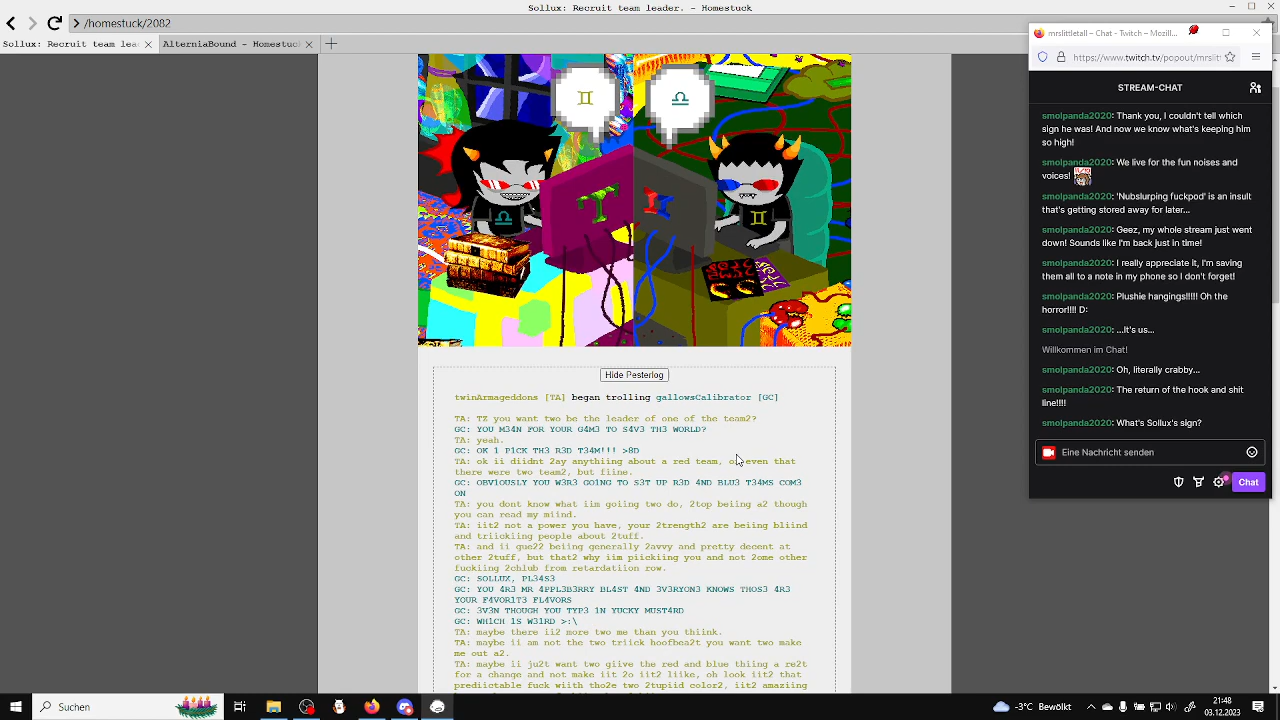 Sollux: Recruit team leader. - Homestuck
/homestuck/2082
Sollux: Recruit team lea
AlterniaBound - Homestuck
mrslittletall – Chat - Twitch — Mozill...
https://www.twitch.tv/popout/mrslit
STREAM-CHAT
smolpanda2020: Thank you, I couldn't tell which
sign he was! And now we know what's keeping him
so high!
smolpanda2020: We live for the fun noises and
voices!
smolpanda2020: 'Nubslurping fuckpod' is an insult
that's getting stored away for later...
smolpanda2020: Geez, my whole stream just went
down! Sounds like I'm back just in time!
smolpanda2020: I really appreciate it, I'm saving
them all to a note in my phone so I don't forget!
smolpanda2020: Plushie hangings!!!!! Oh the
horror!!!! D:
smolpanda2020: ...It's us...
Willkommen im Chat!
smolpanda2020: Oh, literally crabby...
smolpanda2020: The return of the hook and shit
line!!!!
smolpanda2020: What's Sollux's sign?
Eine Nachricht senden
Chat
♊
♎
♎
♊
Hide Pesterlog
twinArmageddons [TA] began trolling gallowsCalibrator [GC]
TA: TZ you want two be the leader of one of the team2?
GC: YOU M34N FOR YOUR G4M3 TO S4V3 TH3 WORLD?
TA: yeah.
GC: OK 1 P1CK TH3 R3D T34M!!! >8D
TA: ok ii diidnt 2ay anythiing about a red team, or even that
there were two team2, but fiine.
GC: OBV1OUSLY YOU W3R3 GO1NG TO S3T UP R3D 4ND BLU3 T34MS COM3
ON
TA: you dont know what iim goiing two do, 2top beiing a2 though
you can read my miind.
TA: iit2 not a power you have, your 2trength2 are beiing bliind
and triickiing people about 2tuff.
TA: and ii gue22 beiing generally 2avvy and pretty decent at
other 2tuff, but that2 why iim piickiing you and not 2ome other
fuckiing 2chlub from retardatiion row.
GC: SOLLUX, PL34S3
GC: YOU 4R3 MR 4PPL3B3RRY BL4ST 4ND 3V3RYON3 KNOWS THOS3 4R3
YOUR F4VOR1T3 FL4VORS
GC: 3V3N THOUGH YOU TYP3 1N YUCKY MUST4RD
GC: WH1CH 1S W31RD >:\
TA: maybe there ii2 more two me than you thiink.
TA: maybe ii am not the two triick hoofbea2t you want two make
me out a2.
TA: maybe ii ju2t want two giive the red and blue thiing a re2t
for a change and not make iit 2o iit liike, oh look iit2 that
prediictable fuck wiith tho2e two 2tupiid color2, iit2 amaziing
Suchen
-3°C Bewölkt
21:48
03.12.2023